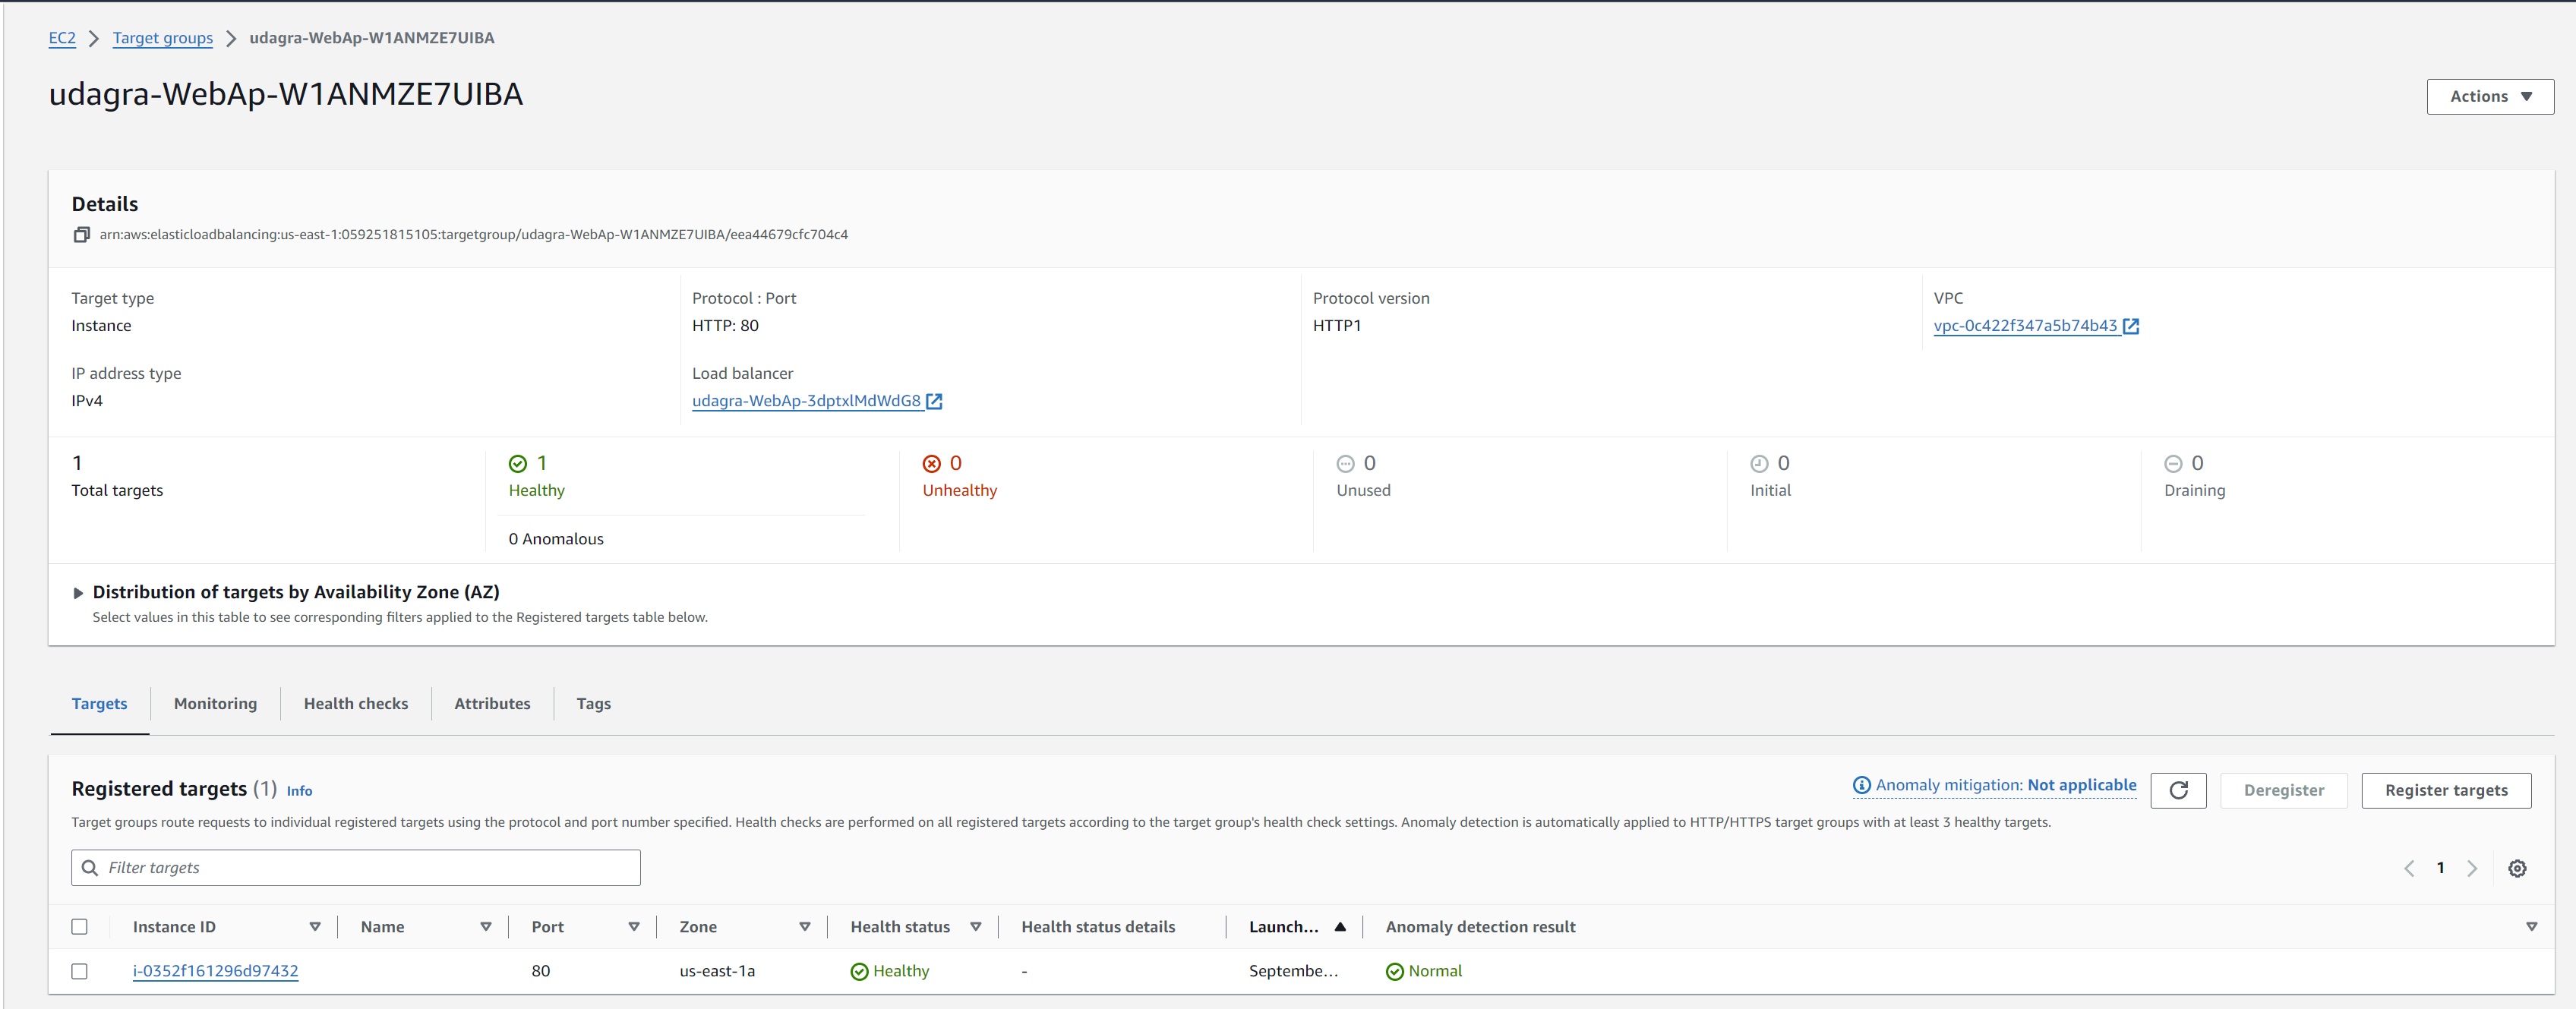 EC2 > Target groups > udagra-WebAp-W1ANMZE7UIBA
udagra-WebAp-W1ANMZE7UIBA
Actions
Details
arn:aws:elasticloadbalancing:us-east-1:059251815105:targetgroup/udagra-WebAp-W1ANMZE7UIBA/eea44679cfc704c4
Target type
Instance
Protocol : Port
HTTP: 80
Protocol version
HTTP1
VPC
vpc-0c422f347a5b74b43
IP address type
IPv4
Load balancer
udagra-WebAp-3dptxlMdWdG8
1
Total targets
1
Healthy
0 Anomalous
0
Unhealthy
0
Unused
0
Initial
0
Draining
Distribution of targets by Availability Zone (AZ)
Select values in this table to see corresponding filters applied to the Registered targets table below.
Targets Monitoring Health checks Attributes Tags
Registered targets (1) Info
Anomaly mitigation: Not applicable
Deregister
Register targets
Target groups route requests to individual registered targets using the protocol and port number specified. Health checks are performed on all registered targets according to the target group's health check settings. Anomaly detection is automatically applied to HTTP/HTTPS target groups with at least 3 healthy targets.
Filter targets
1
Instance ID Name Port Zone Health status Health status details Launch... Anomaly detection result
i-0352f161296d97432 80 us-east-1a Healthy - Septembe... Normal